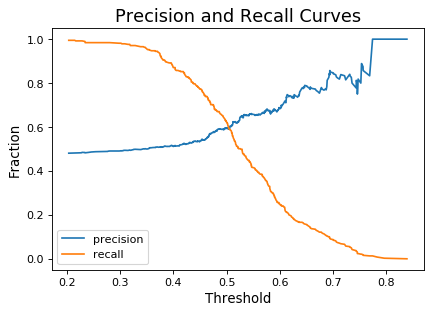 Precision and Recall Curves
Fraction
1.0
0.8
0.6
0.4
0.2
0.0
precision
recall
0.2 0.3 0.4 0.5 0.6 0.7 0.8
Threshold